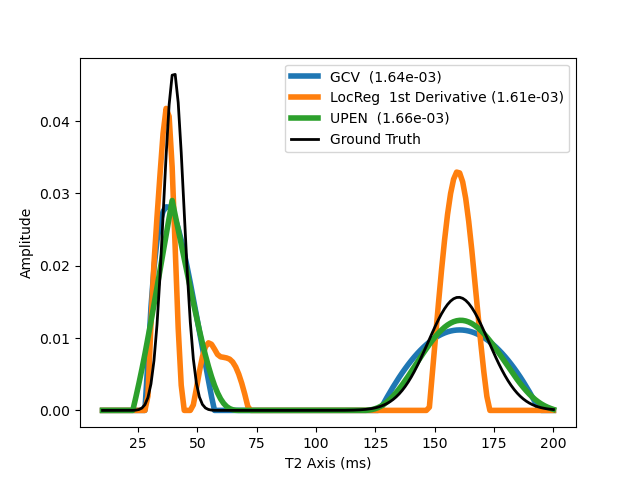 GCV  (1.64e-03)
LocReg  1st Derivative (1.61e-03)
UPEN  (1.66e-03)
Ground Truth
Amplitude
0.04
0.03
0.02
0.01
0.00
25 50 75 100 125 150 175 200
T2 Axis (ms)